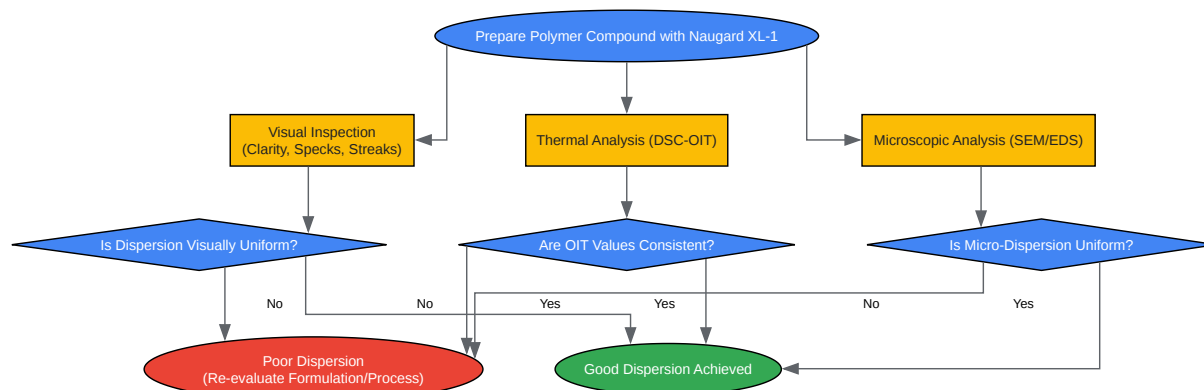 Prepare Polymer Compound with Naugard XL-1
Visual Inspection
(Clarity, Specks, Streaks)
Thermal Analysis (DSC-OIT)
Microscopic Analysis (SEM/EDS)
Is Dispersion Visually Uniform?
Are OIT Values Consistent?
Is Micro-Dispersion Uniform?
No
No
Yes
Yes
No
Yes
Poor Dispersion
(Re-evaluate Formulation/Process)
Good Dispersion Achieved